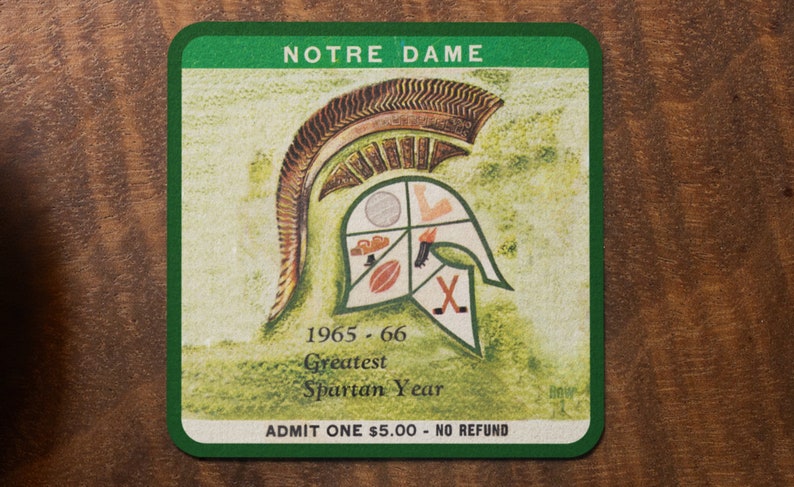 NOTRE DAME
1965 - 66
Greatest
Spartan Year
ADMIT ONE $5.00 - NO REFUND